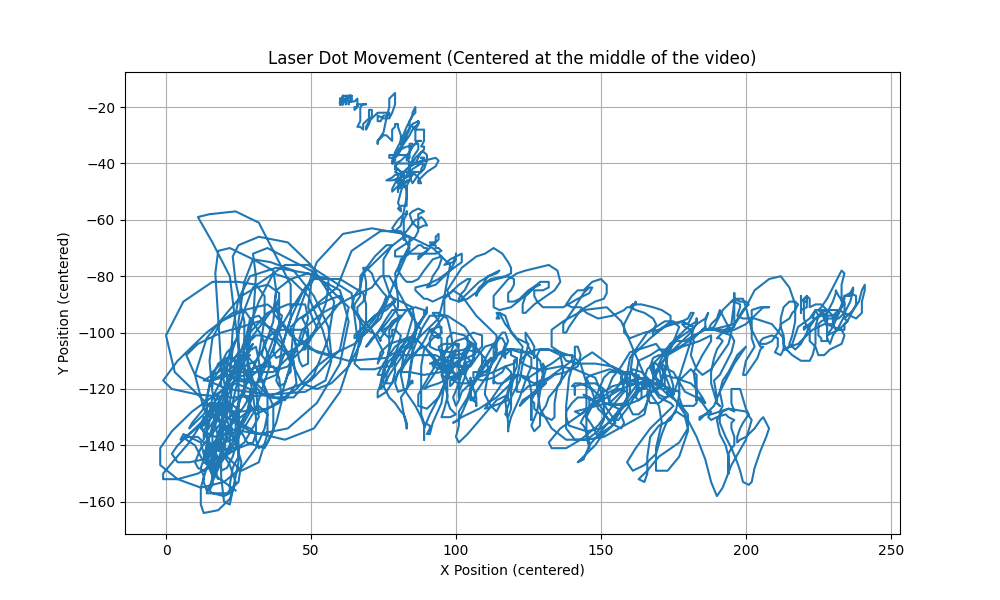 Laser Dot Movement (Centered at the middle of the video)
Y Position (centered)
−20
−40
−60
−80
−100
−120
−140
−160
0 50 100 150 200 250
X Position (centered)